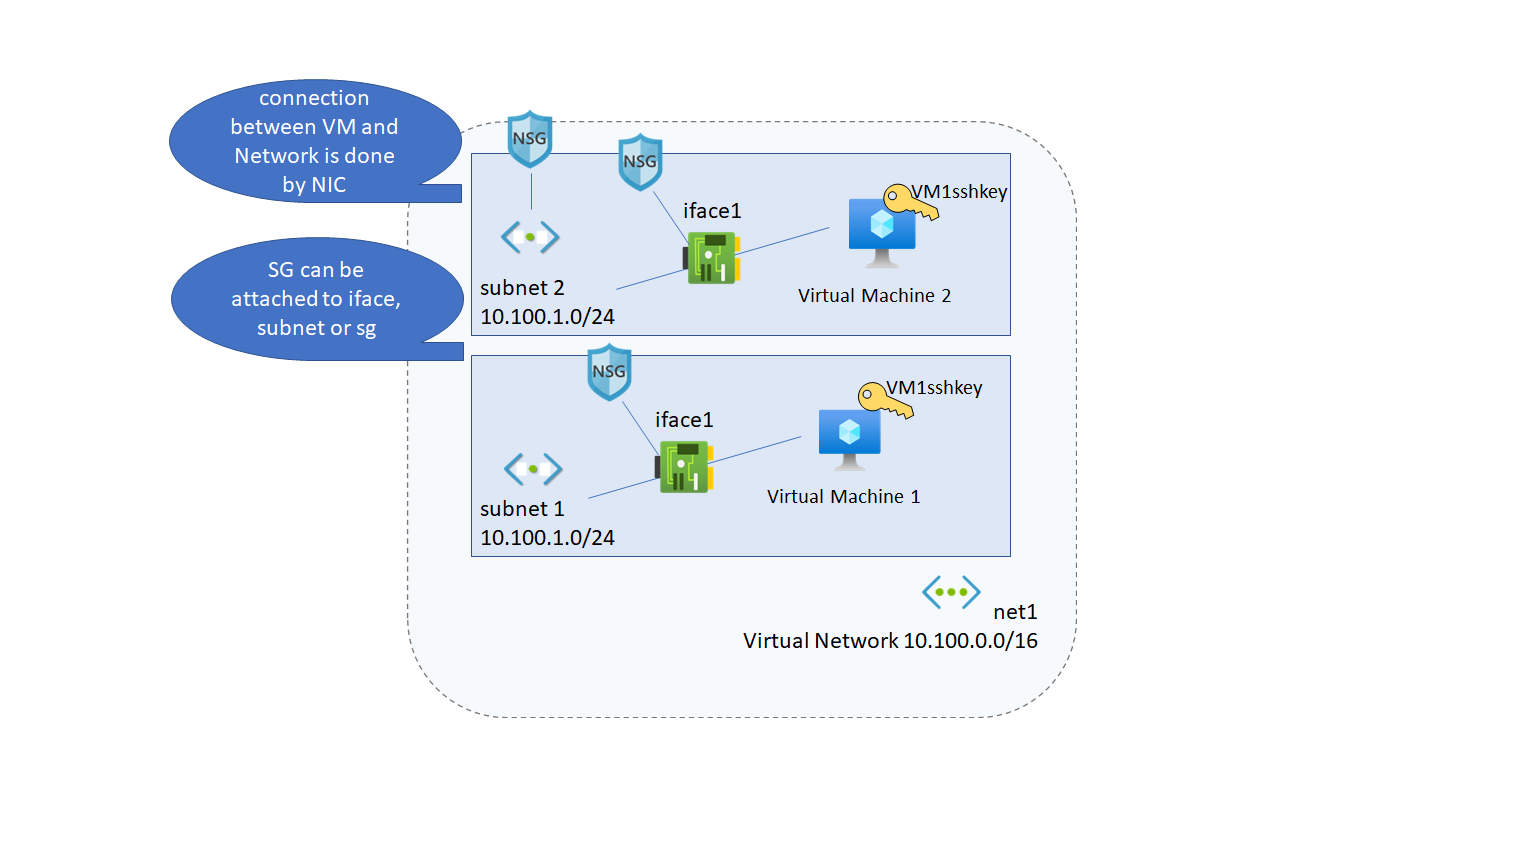 connection
between VM and
Network is done
by NIC
SG can be
attached to iface,
subnet or sg
NSG
NSG
iface1
VM1sshkey
subnet 2
10.100.1.0/24
Virtual Machine 2
NSG
iface1
VM1sshkey
subnet 1
10.100.1.0/24
Virtual Machine 1
net1
Virtual Network 10.100.0.0/16